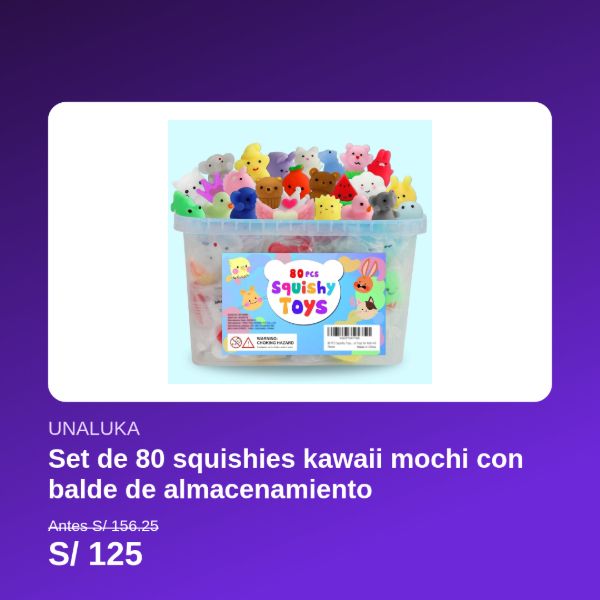 80 PCS
Squishy
Toys
WARNING:
CHOKING HAZARD
UNALUKA
Set de 80 squishies kawaii mochi con
balde de almacenamiento
Antes S/ 156.25
S/ 125